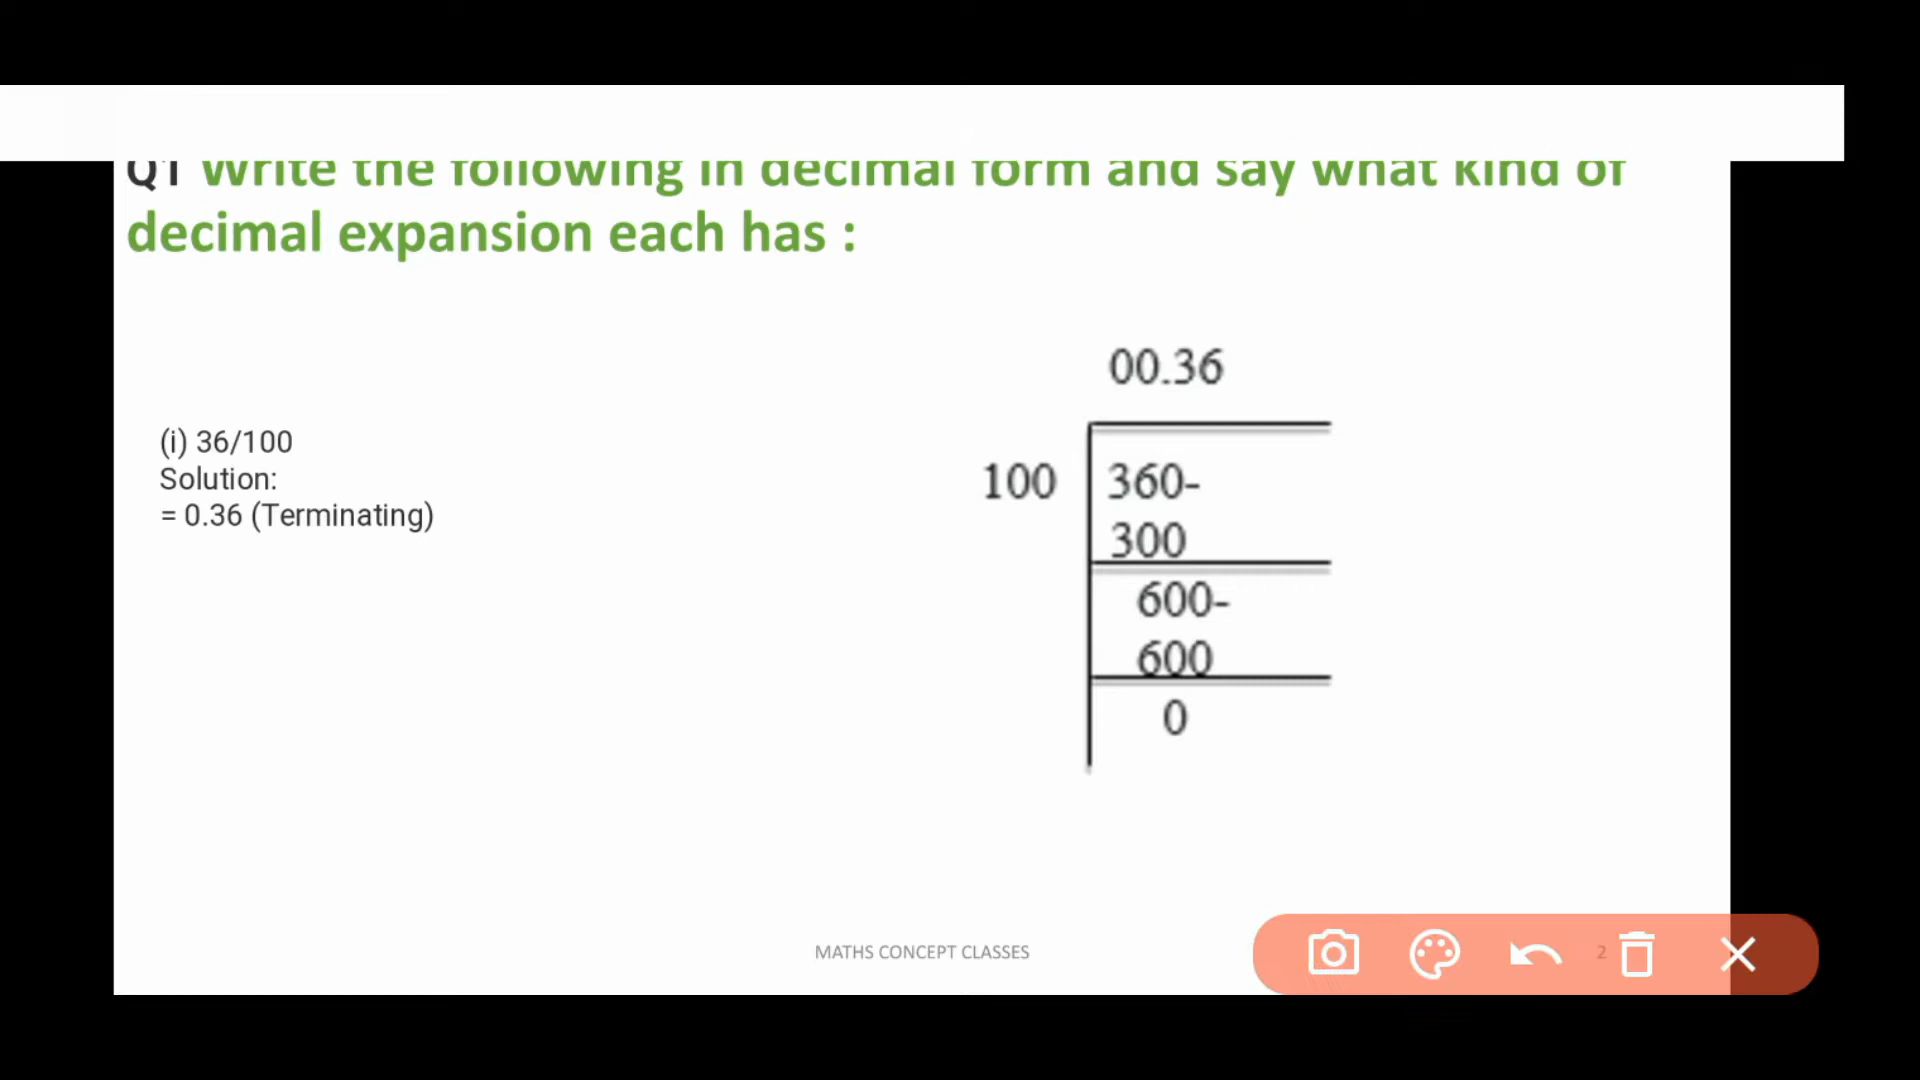 Q1 Write the following in decimal form and say what kind of
decimal expansion each has :
(i) 36/100
Solution:
= 0.36 (Terminating)
00.36
100 360-
300
600-
600
0
MATHS CONCEPT CLASSES
2